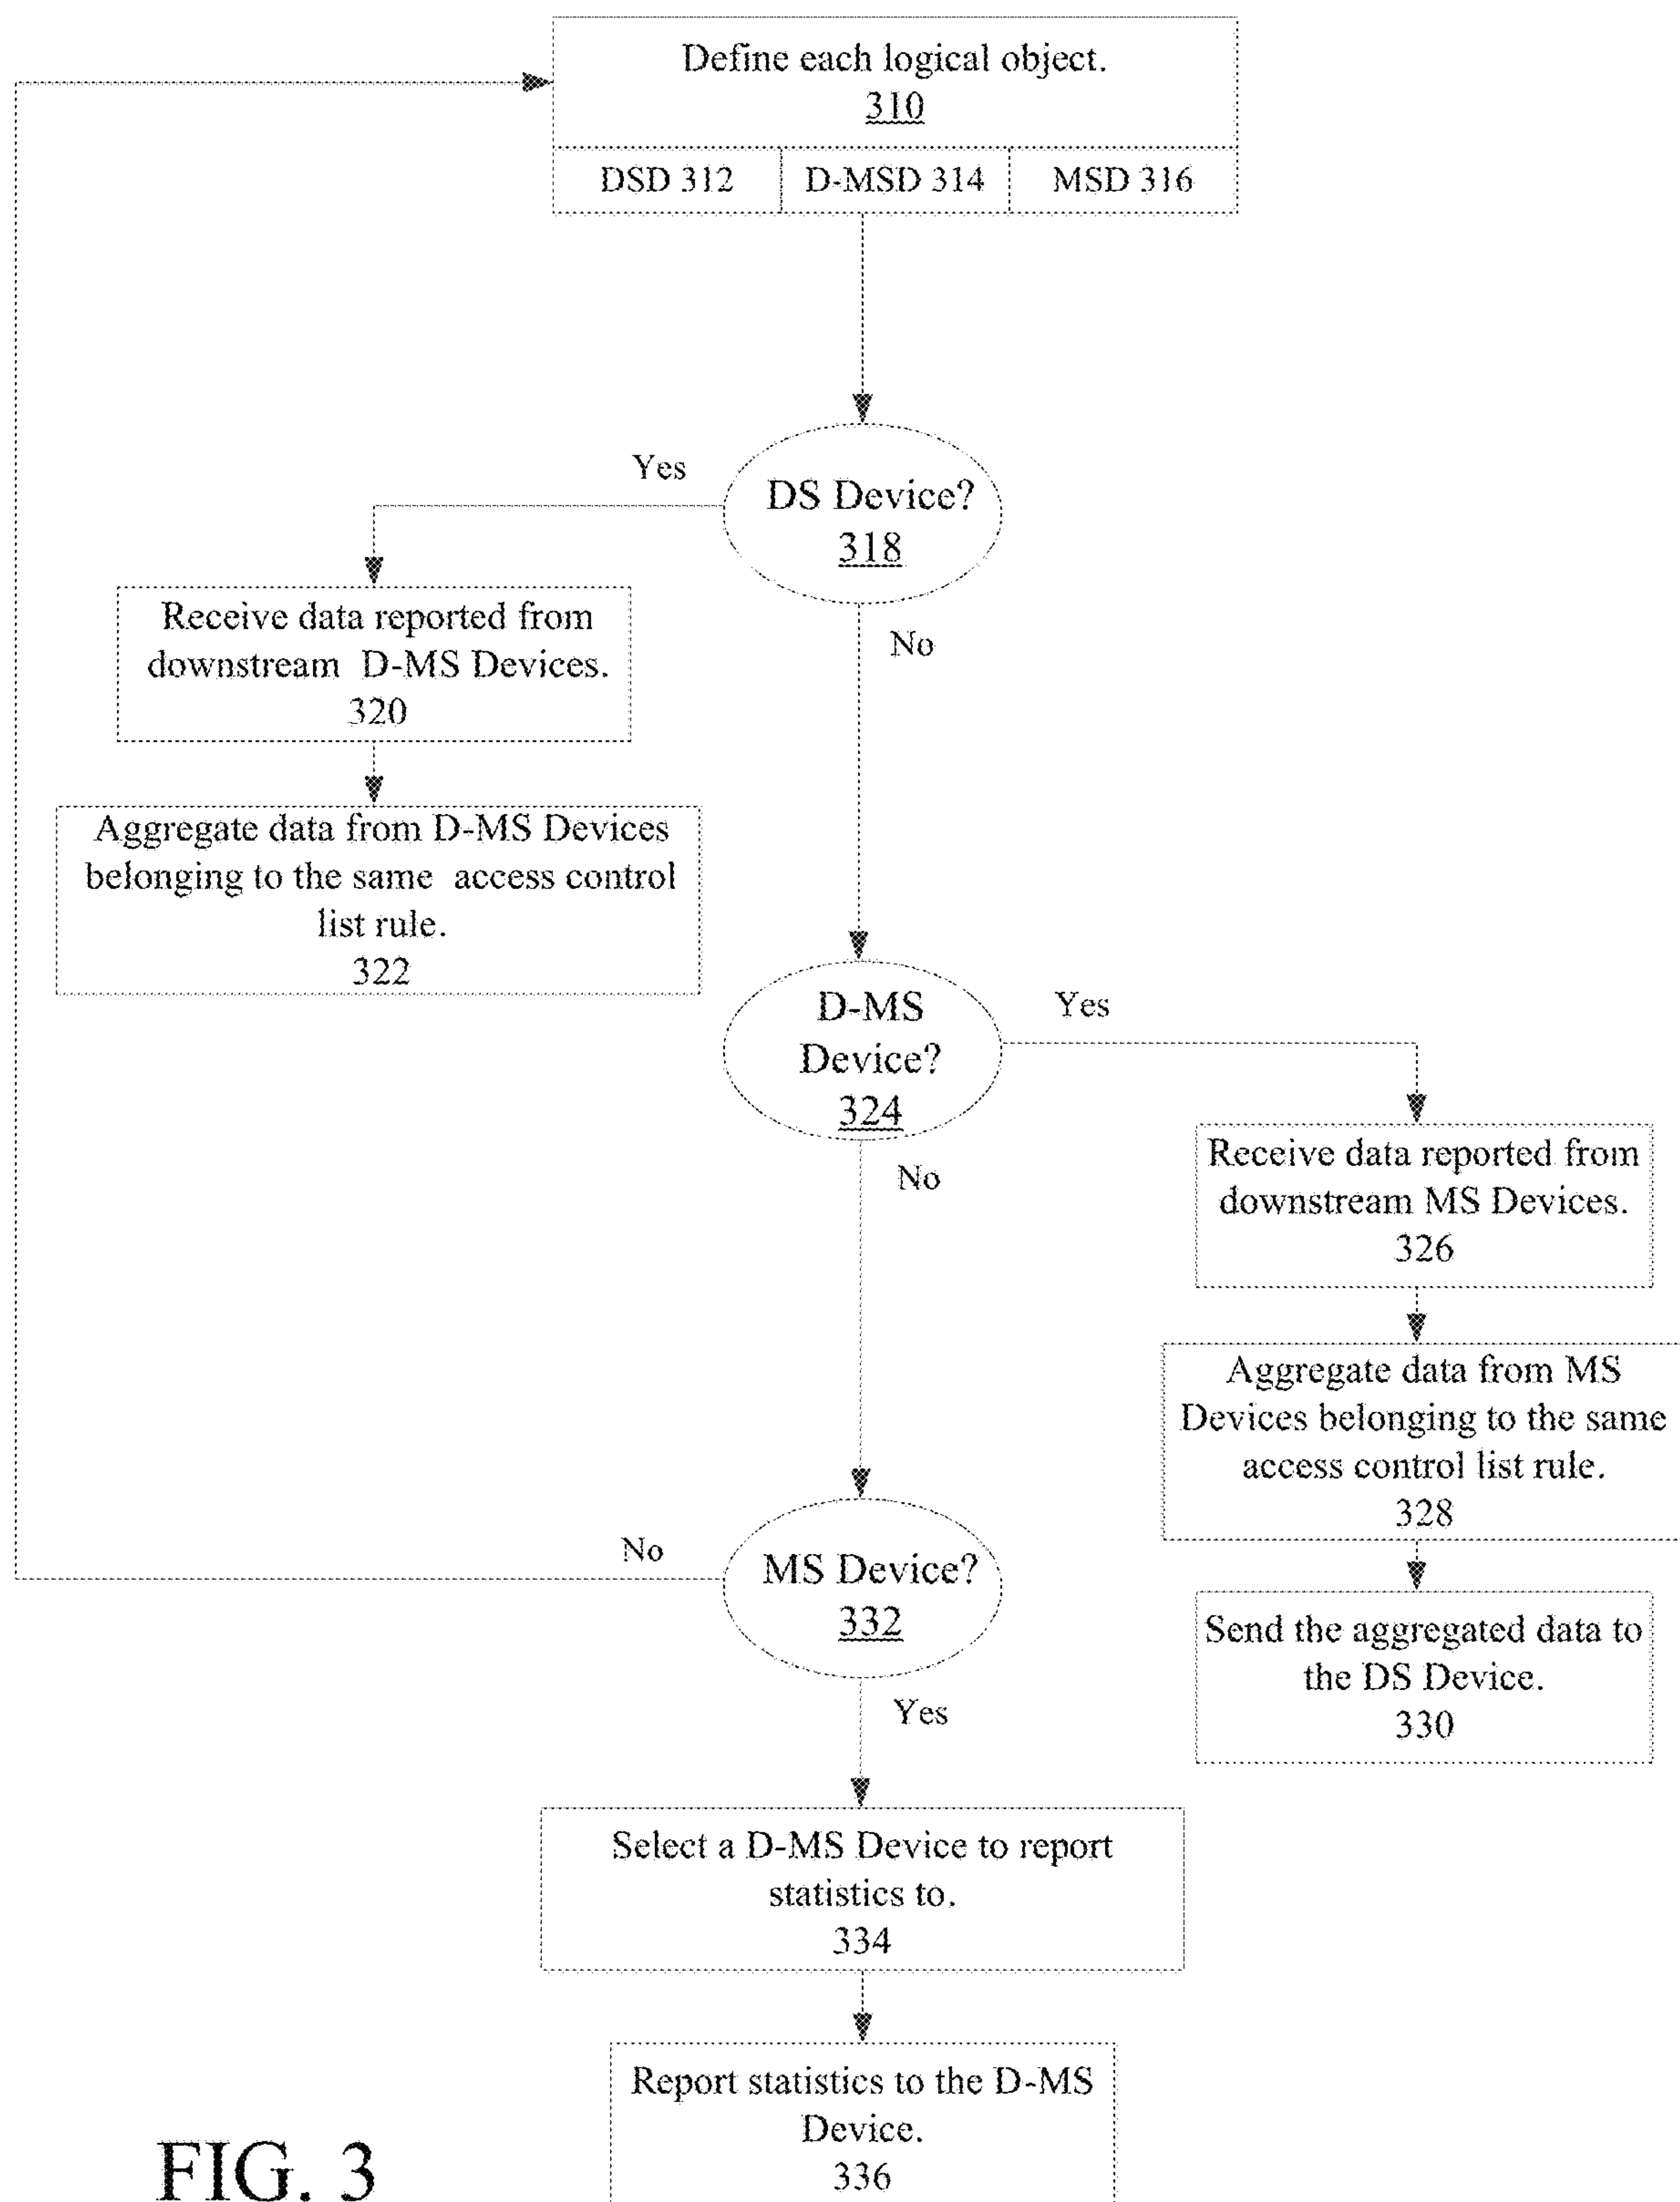 Define each logical object.
310
DSD 312
D-MSD 314
MSD 316
Yes
DS Device?
318
No
Receive data reported from
downstream D-MS Devices.
320
Aggregate data from D-MS Devices
belonging to the same access control
list rule.
322
D-MS
Device?
324
Yes
No
Receive data reported from
downstream MS Devices.
326
Aggregate data from MS
Devices belonging to the same
access control list rule.
328
Send the aggregated data to
the DS Device.
330
No
MS Device?
332
Yes
Select a D-MS Device to report
statistics to.
334
Report statistics to the D-MS
Device.
336
FIG. 3